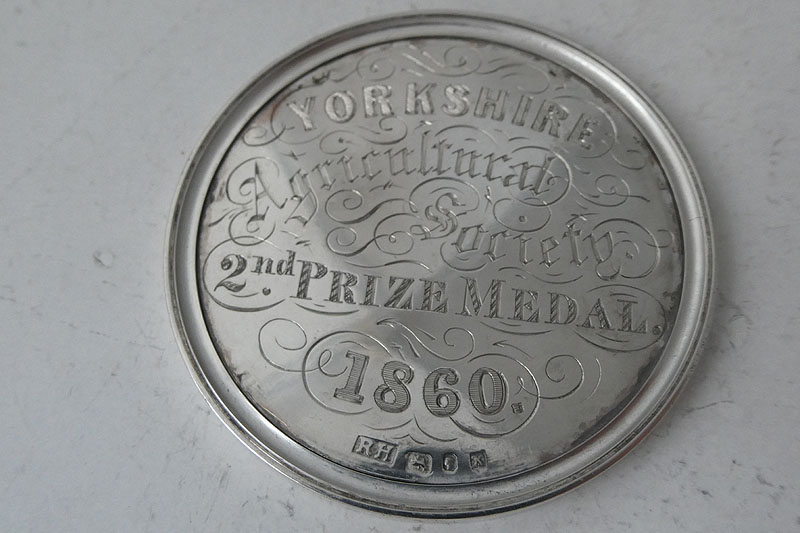 YORKSHIRE
Agricultural
Society
2nd. PRIZE MEDAL.
1860.
RH